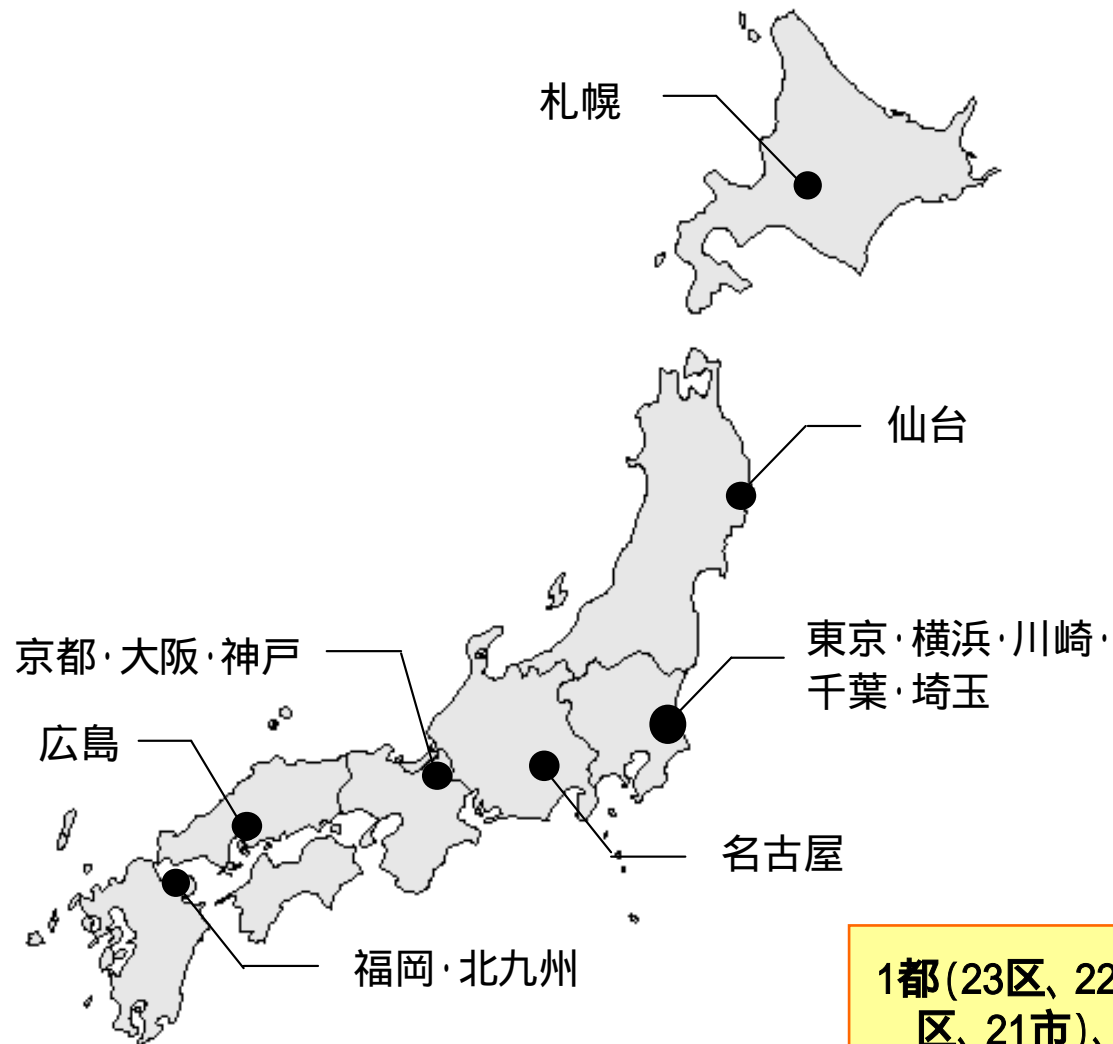 札幌
仙台
東京・横浜・川崎・
千葉・埼玉
京都・大阪・神戸
広島
名古屋
福岡・北九州
1都(23区、22
区、21市)、